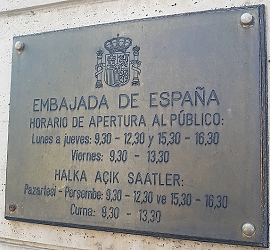 EMBAJADA DE ESPAÑA
HORARIO DE APERTURA AL PÚBLICO:
Lunes a jueves: 9,30 - 12,30 y 15,30 - 16,30
Viernes: 9,30 - 13,30
HALKA AÇIK SAATLER:
Pazartesi - Perşembe: 9,30 - 12,30 ve 15,30 - 16,30
Cuma: 9,30 - 13,30